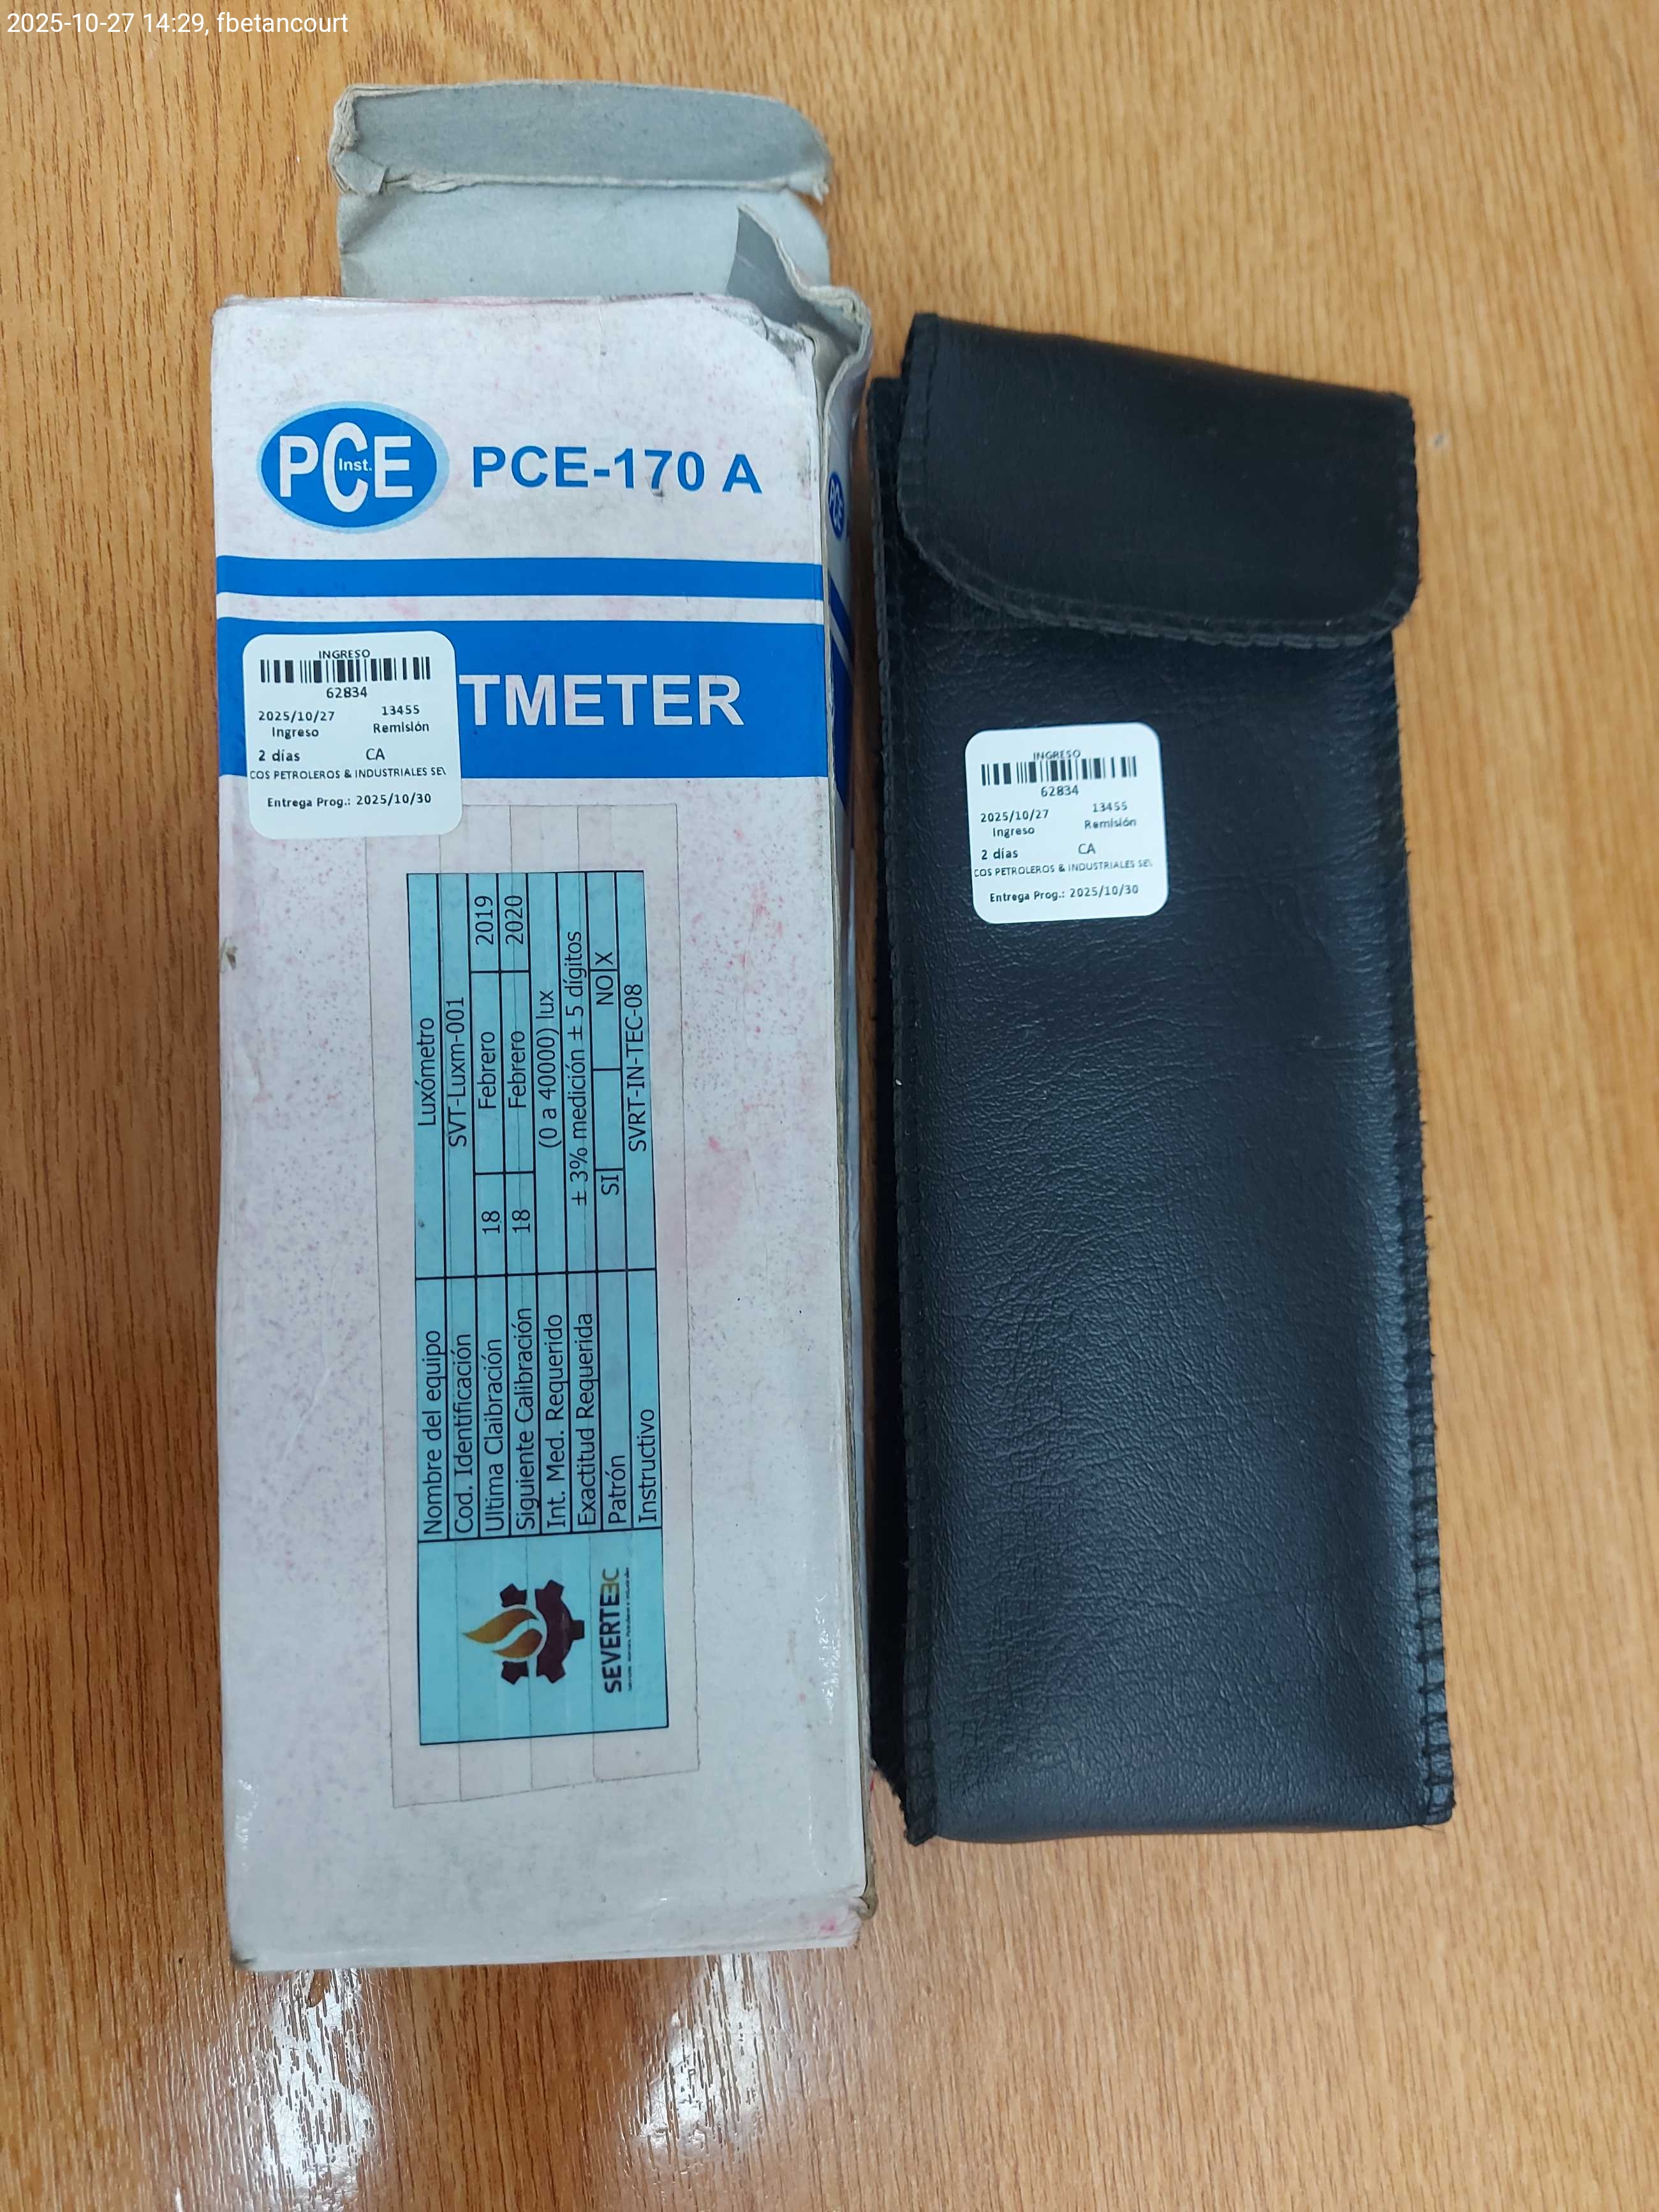 2025-10-27 14:29, fbetancourt
PCE Inst.
PCE-170 A
PCE
TMETER
INGRESO
62834
2025/10/27 13455
Ingreso Remisión
2 días CA
COS PETROLEROS & INDUSTRIALES SE
Entrega Prog.: 2025/10/30
INGRESO
62834
2025/10/27 13455
Ingreso Remisión
2 días CA
COS PETROLEROS & INDUSTRIALES SE
Entrega Prog.: 2025/10/30
Nombre del equipo Luxómetro
Cod. Identificación SVT-Luxm-001
Ultima Claibración 18 Febrero 2019
Siguiente Calibración 18 Febrero 2020
Int. Med. Requerido (0 a 40000) lux
Exactitud Requerida ± 3% medición ± 5 dígitos
Patrón SI NO X
Instructivo SVRT-IN-TEC-08
SEVERTEEC